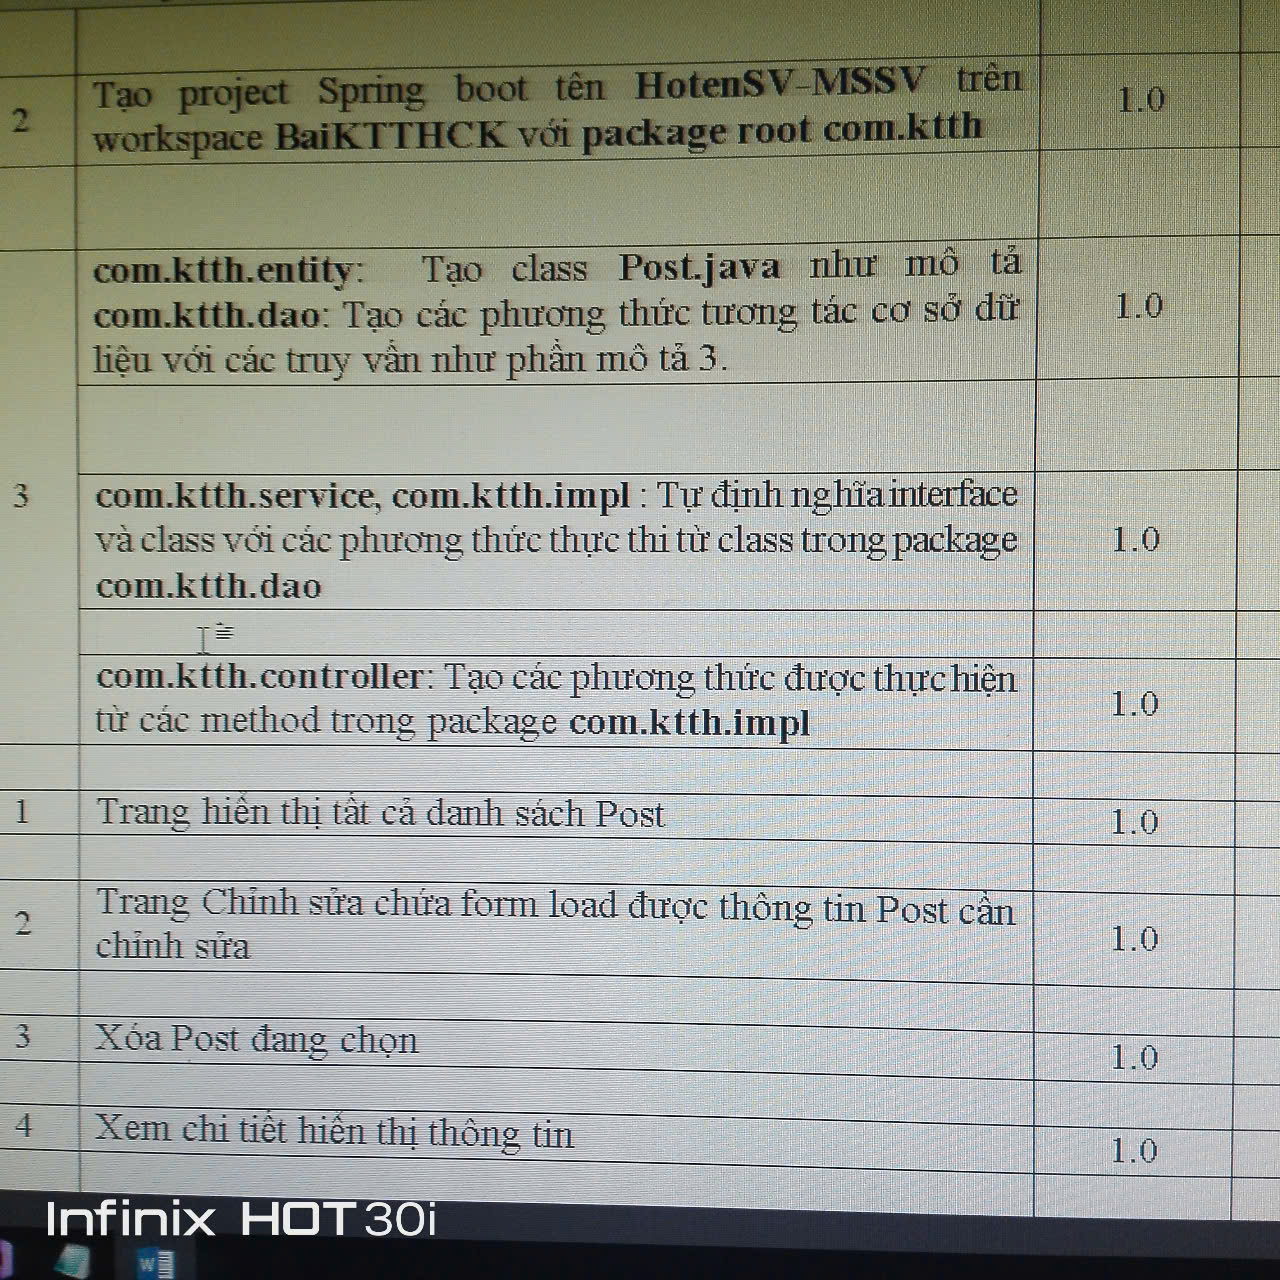 2
Tạo project Spring boot tên HotenSV-MSSV trên
workspace BaiKTTHCK với package root com.ktth
1.0
3
com.ktth.entity: Tạo class Post.java như mô tả
com.ktth.dao: Tạo các phương thức tương tác cơ sở dữ
liệu với các truy vấn như phần mô tả 3.
1.0
com.ktth.service, com.ktth.impl : Tự định nghĩa interface
và class với các phương thức thực thi từ class trong package
com.ktth.dao
1.0
com.ktth.controller: Tạo các phương thức được thực hiện
từ các method trong package com.ktth.impl
1.0
1
Trang hiển thị tất cả danh sách Post
1.0
2
Trang Chỉnh sửa chứa form load được thông tin Post cần
chỉnh sửa
1.0
3
Xóa Post đang chọn
1.0
4
Xem chi tiết hiển thị thông tin
1.0
Infinix HOT 30i
W